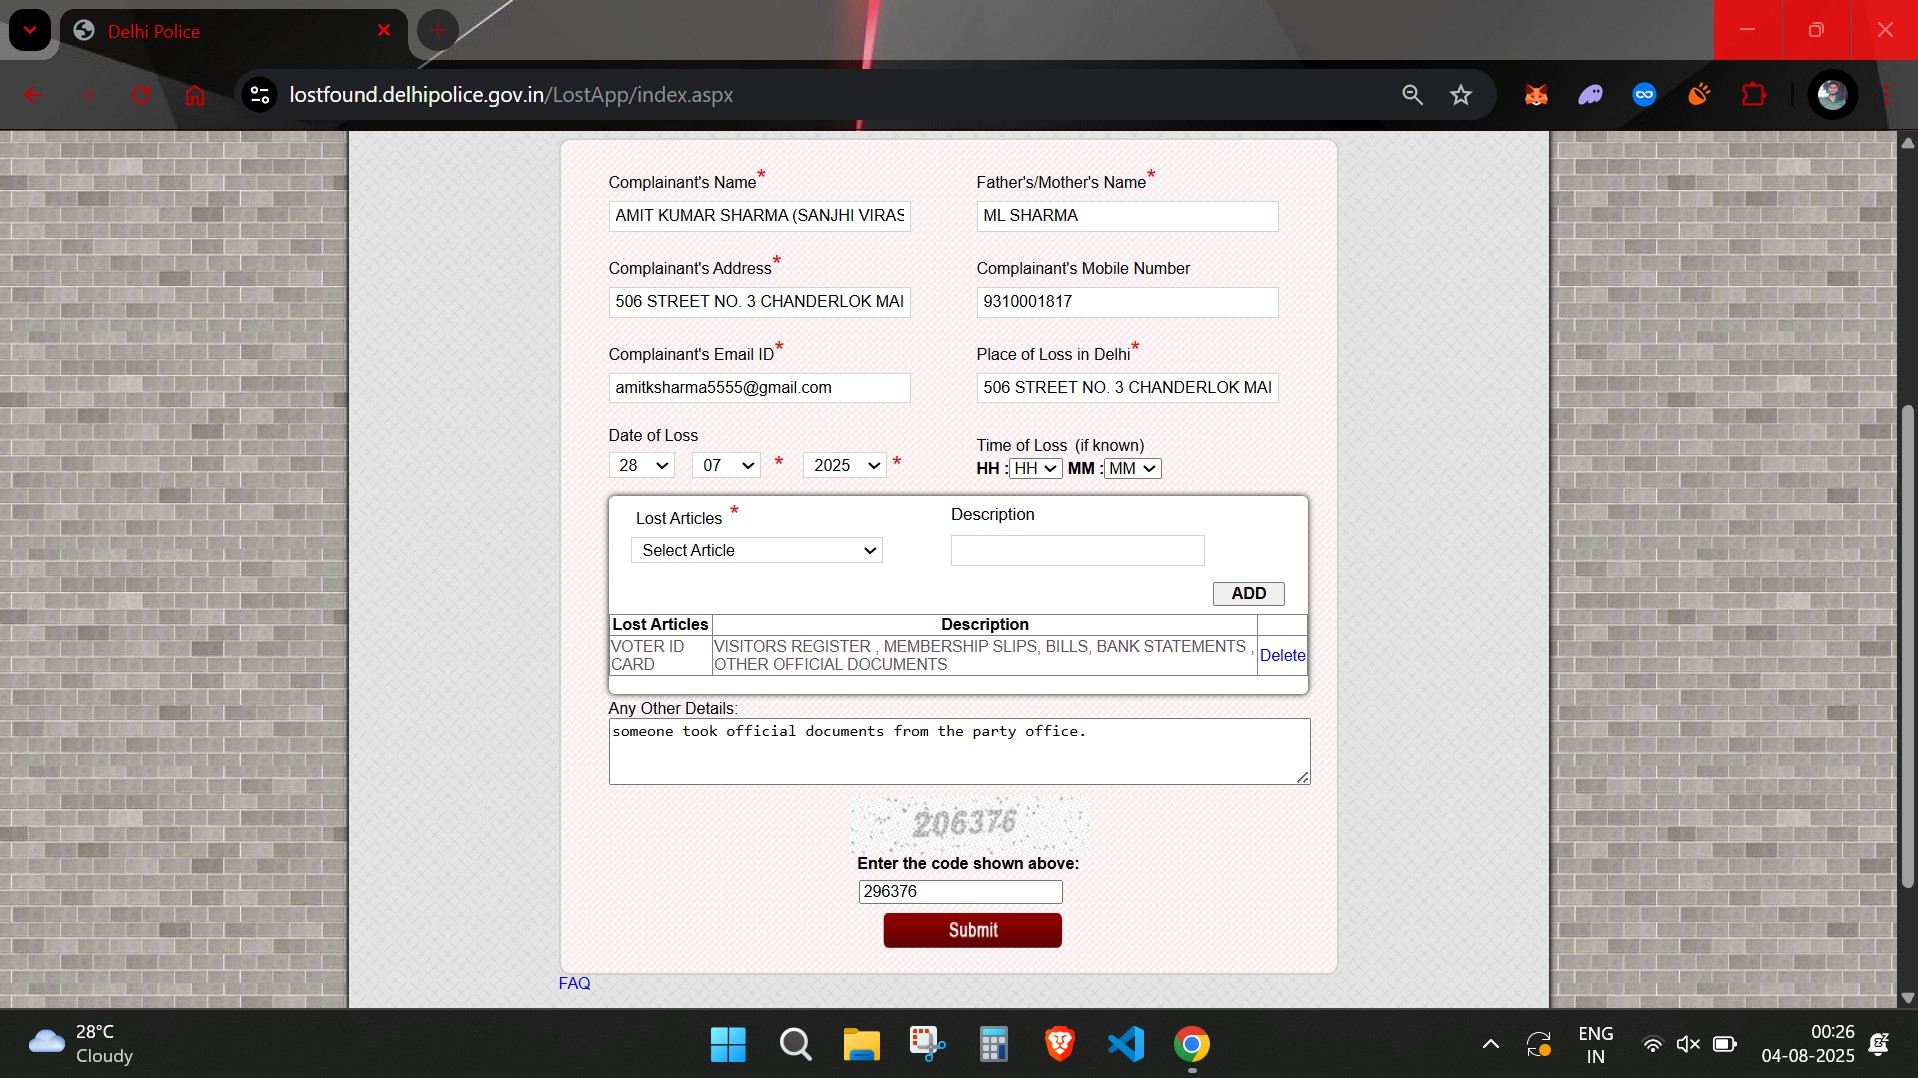 Delhi Police
lostfound.delhipolice.gov.in/LostApp/index.aspx
Complainant's Name* Father's/Mother's Name*
AMIT KUMAR SHARMA (SANJHI VIRAS ML SHARMA
Complainant's Address* Complainant's Mobile Number
506 STREET NO. 3 CHANDERLOK MAI 9310001817
Complainant's Email ID* Place of Loss in Delhi*
amitksharma5555@gmail.com 506 STREET NO. 3 CHANDERLOK MAI
Date of Loss Time of Loss (if known)
28 07 * 2025 * HH : HH MM : MM
Lost Articles * Description
Select Article
ADD
Lost Articles Description
VOTER ID CARD VISITORS REGISTER , MEMBERSHIP SLIPS, BILLS, BANK STATEMENTS , OTHER OFFICIAL DOCUMENTS Delete
Any Other Details:
someone took official documents from the party office.
206376
Enter the code shown above:
296376
Submit
FAQ
28°C
Cloudy
ENG
IN
00:26
04-08-2025